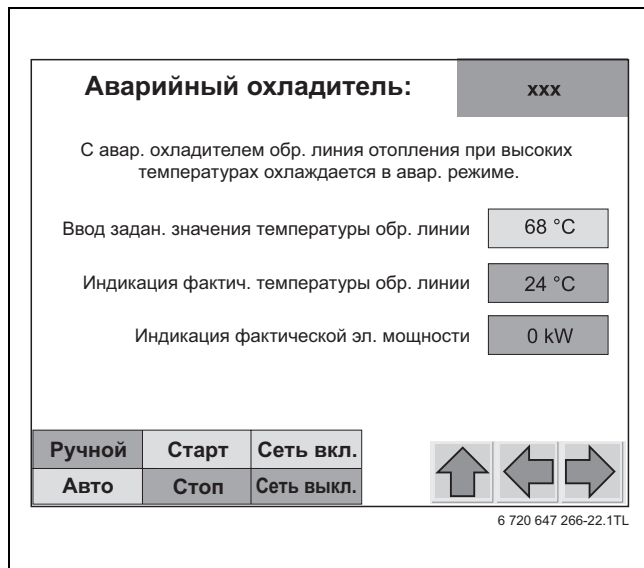 Аварийный охладитель: xxx
С авар. охладителем обр. линия отопления при высоких
температурах охлаждается в авар. режиме.
Ввод задан. значения температуры обр. линии 68 °C
Индикация фактич. температуры обр. линии 24 °C
Индикация фактической эл. мощности 0 kW
Ручной Старт Сеть вкл.
Авто Стоп Сеть выкл.
6 720 647 266-22.1TL